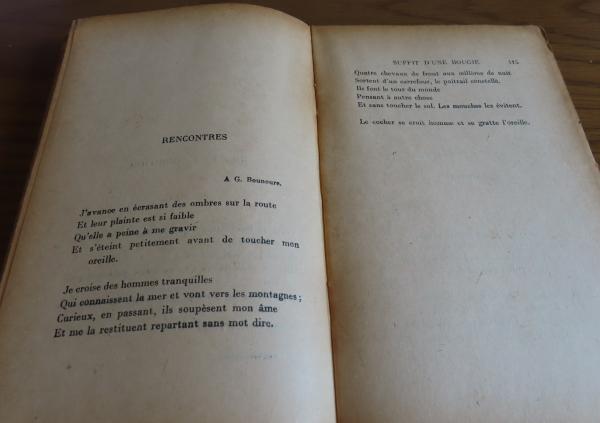 RENCONTRES
A G. Bounoure.
J'avance en écrasant des ombres sur la route
Et leur plainte est si faible
Qu'elle a peine à me gravir
Et s'éteint petitement avant de toucher mon
oreille.
Je croise des hommes tranquilles
Qui connaissent la mer et vont vers les montagnes ;
Curieux, en passant, ils soupèsent mon âme
Et me la restituent repartant sans mot dire.
SUFFIT D'UNE BOUGIE 115
Quatre chevaux de front aux œillères de nuit
Sortent d'un carrefour, le poitrail constellé.
Ils font le tour du monde
Pensant à autre chose
Et sans toucher le sol. Les mouches les évitent.
Le cocher se croit homme et se gratte l'oreille.